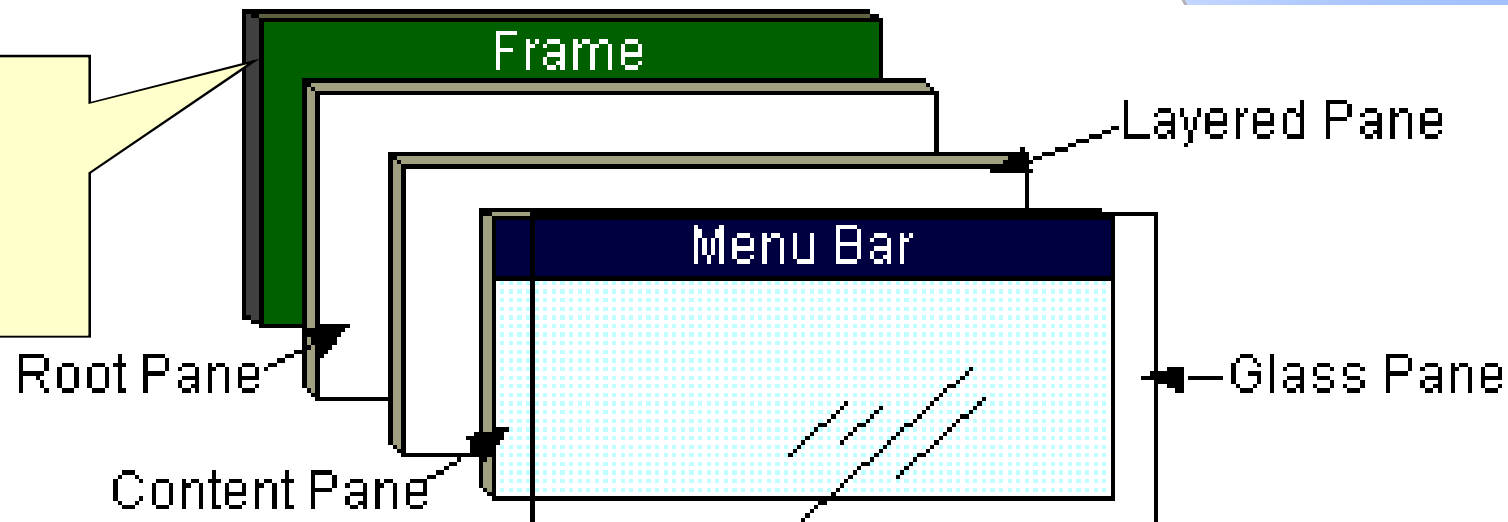 Frame
Layered Pane
Menu Bar
Root Pane
Glass Pane
Content Pane